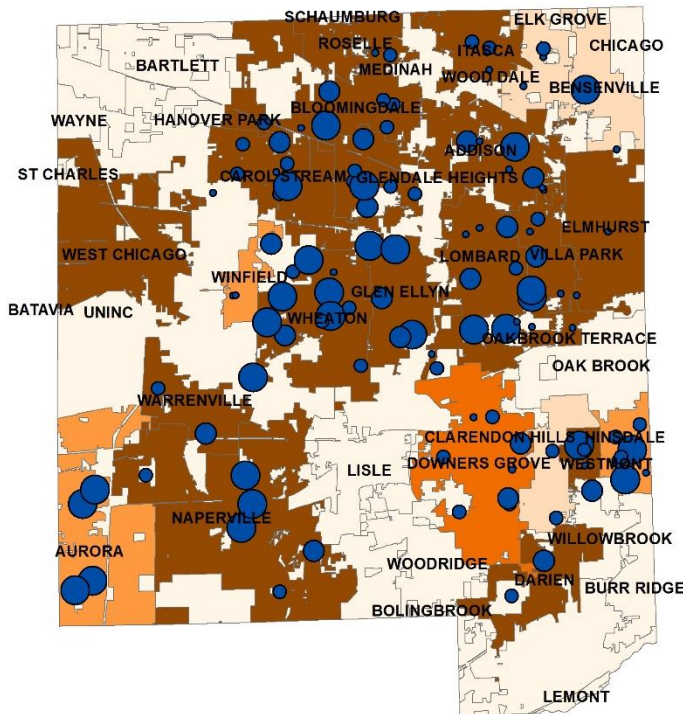 SCHAUMBURG
ELK GROVE
ROSELLE
ITASCA
CHICAGO
BARTLETT
MEDINAH
WOOD DALE
BENSENVILLE
BLOOMINGDALE
WAYNE
HANOVER PARK
ADDISON
ST CHARLES
CAROL STREAM
GLENDALE HEIGHTS
ELMHURST
WEST CHICAGO
LOMBARD
VILLA PARK
WINFIELD
GLEN ELLYN
BATAVIA
UNINC
WHEATON
OAKBROOK TERRACE
OAK BROOK
WARRENVILLE
CLARENDON HILLS
HINSDALE
LISLE
DOWNERS GROVE
WESTMONT
NAPERVILLE
WILLOWBROOK
AURORA
WOODRIDGE
DARIEN
BURR RIDGE
BOLINGBROOK
LEMONT